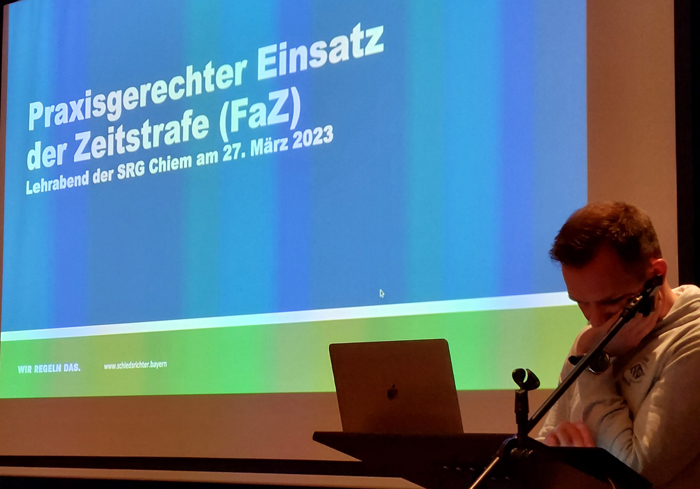 Praxisgerechter Einsatz
der Zeitstrafe (FaZ)
Lehrabend der SRG Chiem am 27. März 2023
WIR REGELN DAS.
www.schiedsrichter.bayern